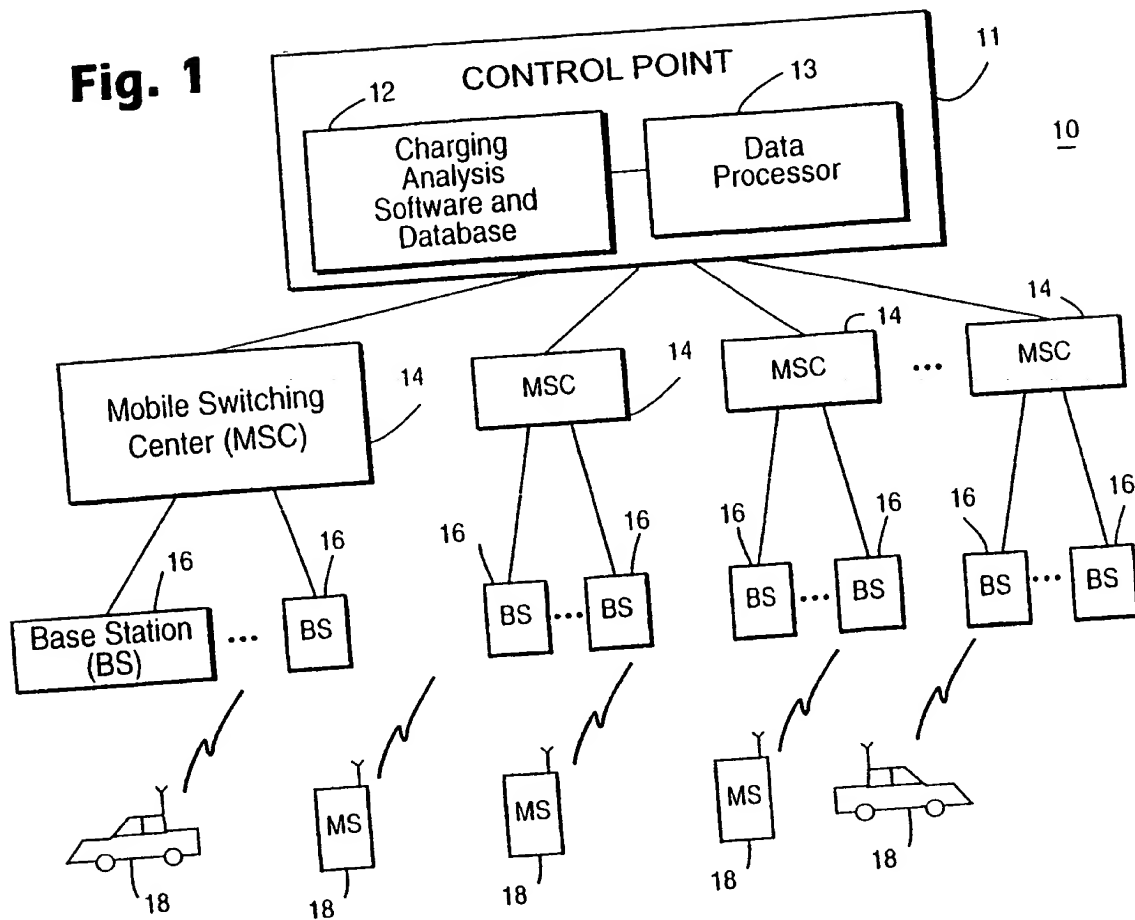 Fig. 1
CONTROL POINT
11
12
13
10
Charging
Analysis
Software and
Database
Data
Processor
14
14
14
14
Mobile Switching
Center (MSC)
MSC
MSC
...
MSC
16
16
16
16
16
16
16
16
Base Station
(BS)
...
BS
BS
...
BS
BS
...
BS
BS
...
BS
MS
MS
MS
18
18
18
18
18